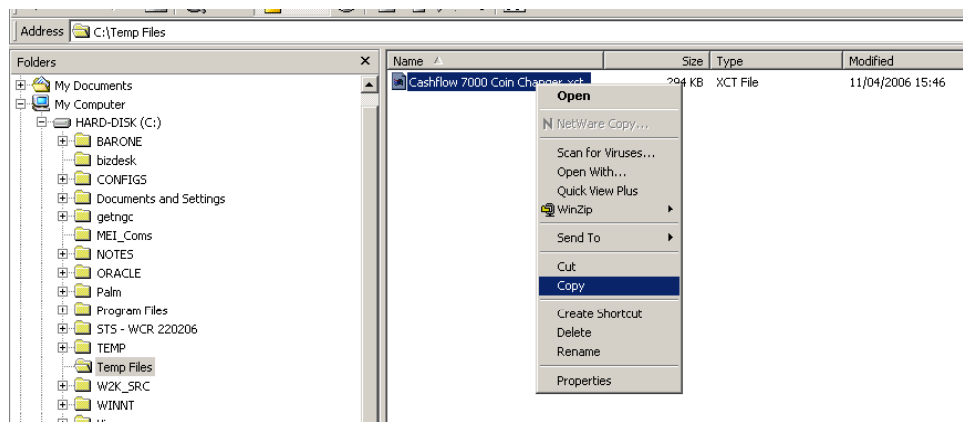 Address C:\Temp Files
Folders
My Documents
My Computer
HARD-DISK (C:)
BARONE
bizdesk
CONFIGS
Documents and Settings
getngc
MEI_Coms
NOTES
ORACLE
Palm
Program Files
STS - WCR 220206
TEMP
Temp Files
W2K_SRC
WINNT
Name Size Type Modified
Cashflow 7000 Coin Changer.xct 294 KB XCT File 11/04/2006 15:46
Open
NetWare Copy...
Scan for Viruses...
Open With...
Quick View Plus
WinZip
Send To
Cut
Copy
Create Shortcut
Delete
Rename
Properties